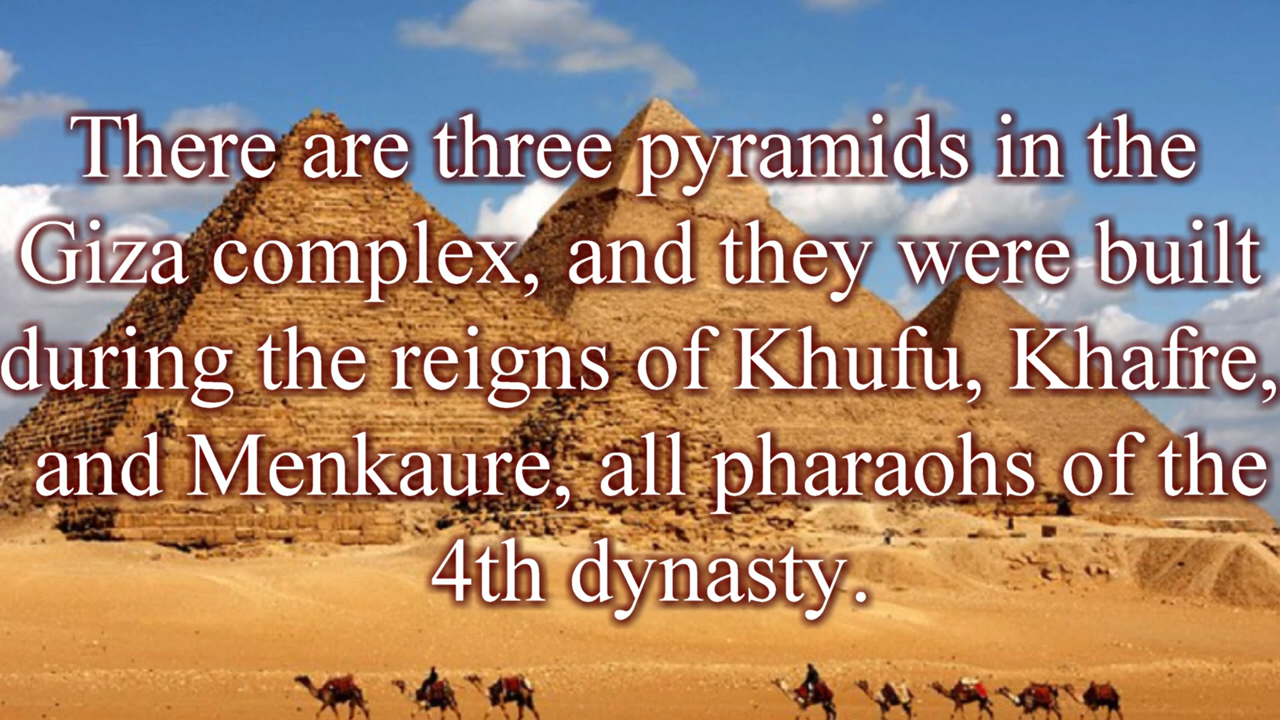 There are three pyramids in the
Giza complex, and they were built
during the reigns of Khufu, Khafre,
and Menkaure, all pharaohs of the
4th dynasty.